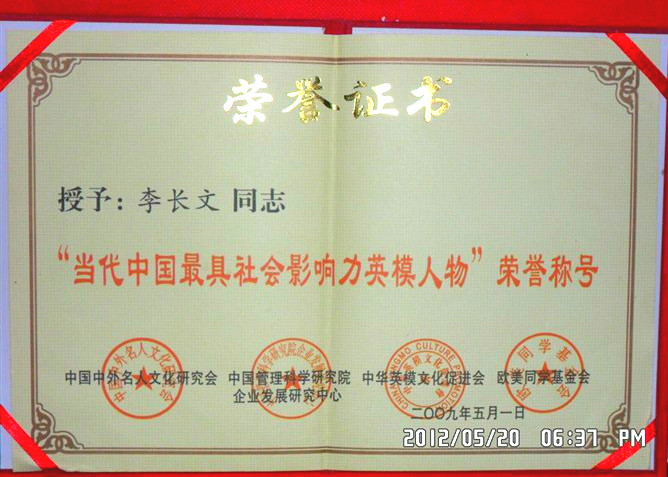 荣誉证书
授予：李长文 同志
“当代中国最具社会影响力英模人物”荣誉称号
中国中外名人文化研究会 中国管理科学研究院 中华英模文化促进会 欧美同学基金会
企业发展研究中心
二〇〇九年五月一日
2012/05/20 06:37 PM